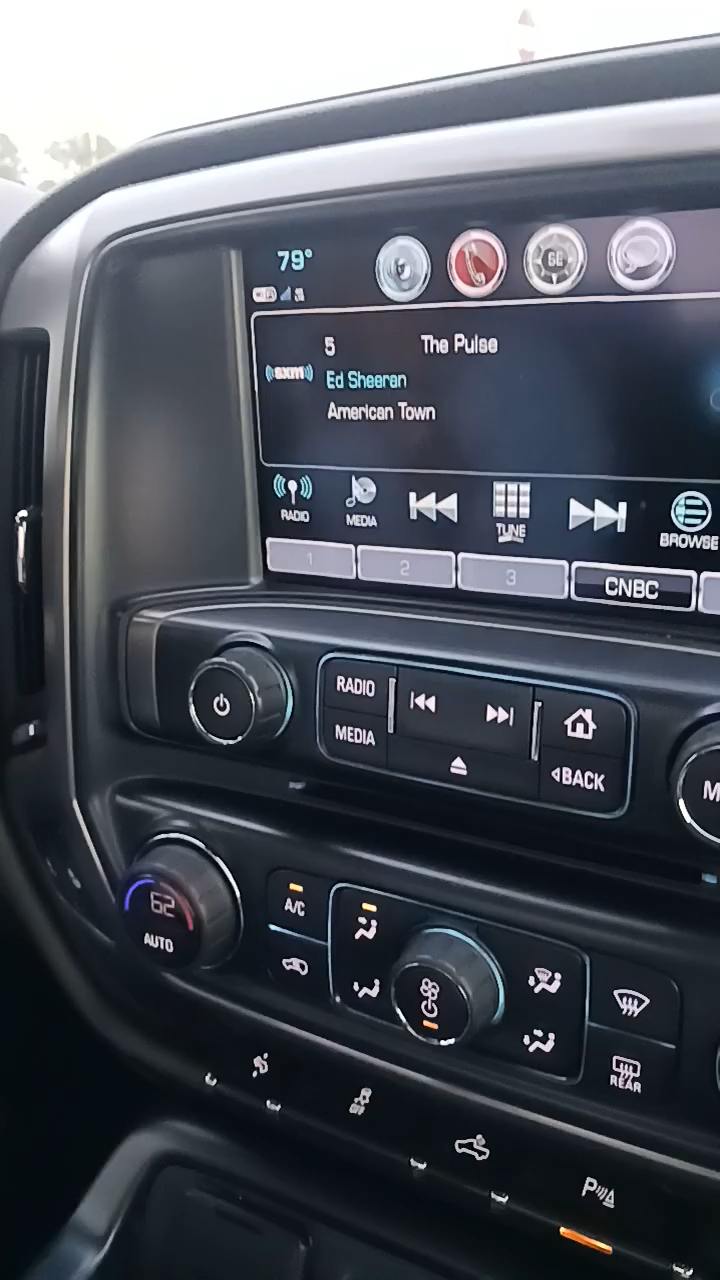 79°
5 The Pulse
((sxm))
Ed Sheeran
American Town
RADIO
MEDIA
TUNE
BROWSE
1
2
3
CNBC
RADIO
MEDIA
BACK
M
62
AUTO
A/C
REAR
P